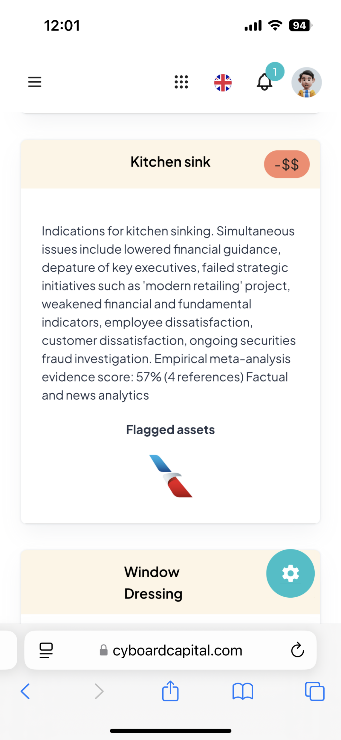 12:01
94
1
Kitchen sink
-$$
Indications for kitchen sinking. Simultaneous
issues include lowered financial guidance,
depature of key executives, failed strategic
initiatives such as 'modern retailing' project,
weakened financial and fundamental
indicators, employee dissatisfaction,
customer dissatisfaction, ongoing securities
fraud investigation. Empirical meta-analysis
evidence score: 57% (4 references) Factual
and news analytics
Flagged assets
Window
Dressing
cyboardcapital.com